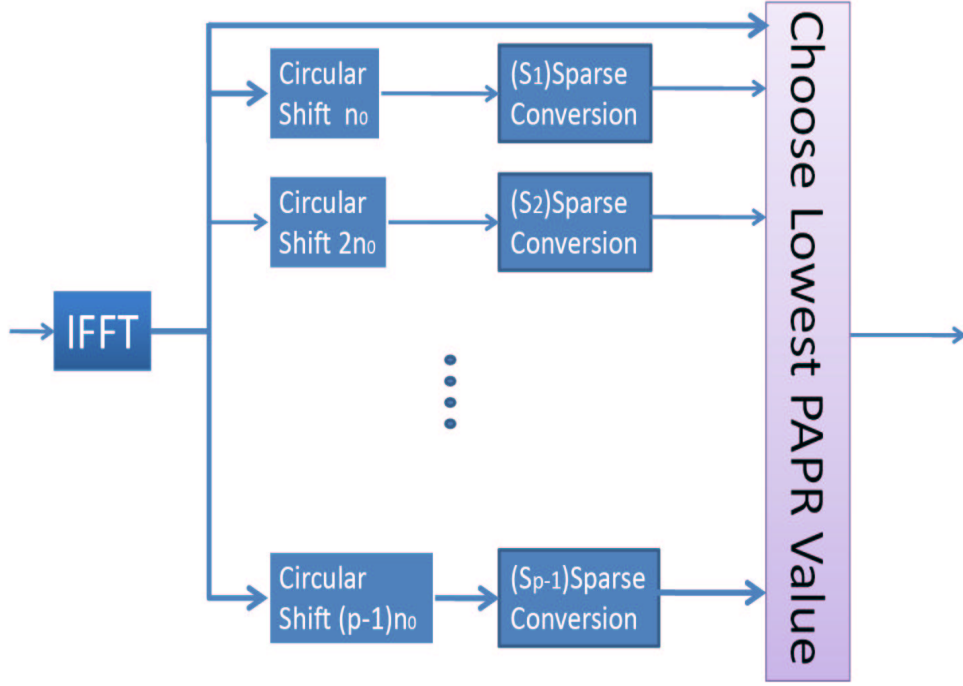 Circular
Shift n₀
(S1)Sparse
Conversion
Circular
Shift 2n₀
(S2)Sparse
Conversion
IFFT
Circular
Shift (p-1)n₀
(Sp-1)Sparse
Conversion
Choose Lowest PAPR Value